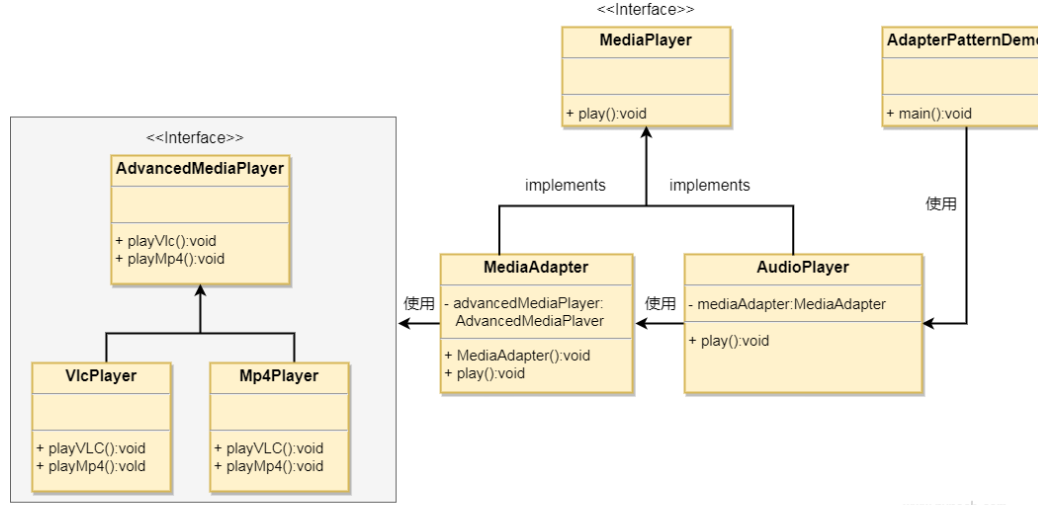 <<Interface>>
MediaPlayer
+ play():void
AdapterPatternDemo
+ main():void
使用
<<Interface>>
AdvancedMediaPlayer
+ playVlc():void
+ playMp4():void
implements
implements
MediaAdapter
- advancedMediaPlayer:
AdvancedMediaPlaver
+ MediaAdapter():void
+ play():void
AudioPlayer
- mediaAdapter:MediaAdapter
+ play():void
使用
使用
VlcPlayer
+ playVLC():void
+ playMp4():vold
Mp4Player
+ playVLC():void
+ playMp4():void